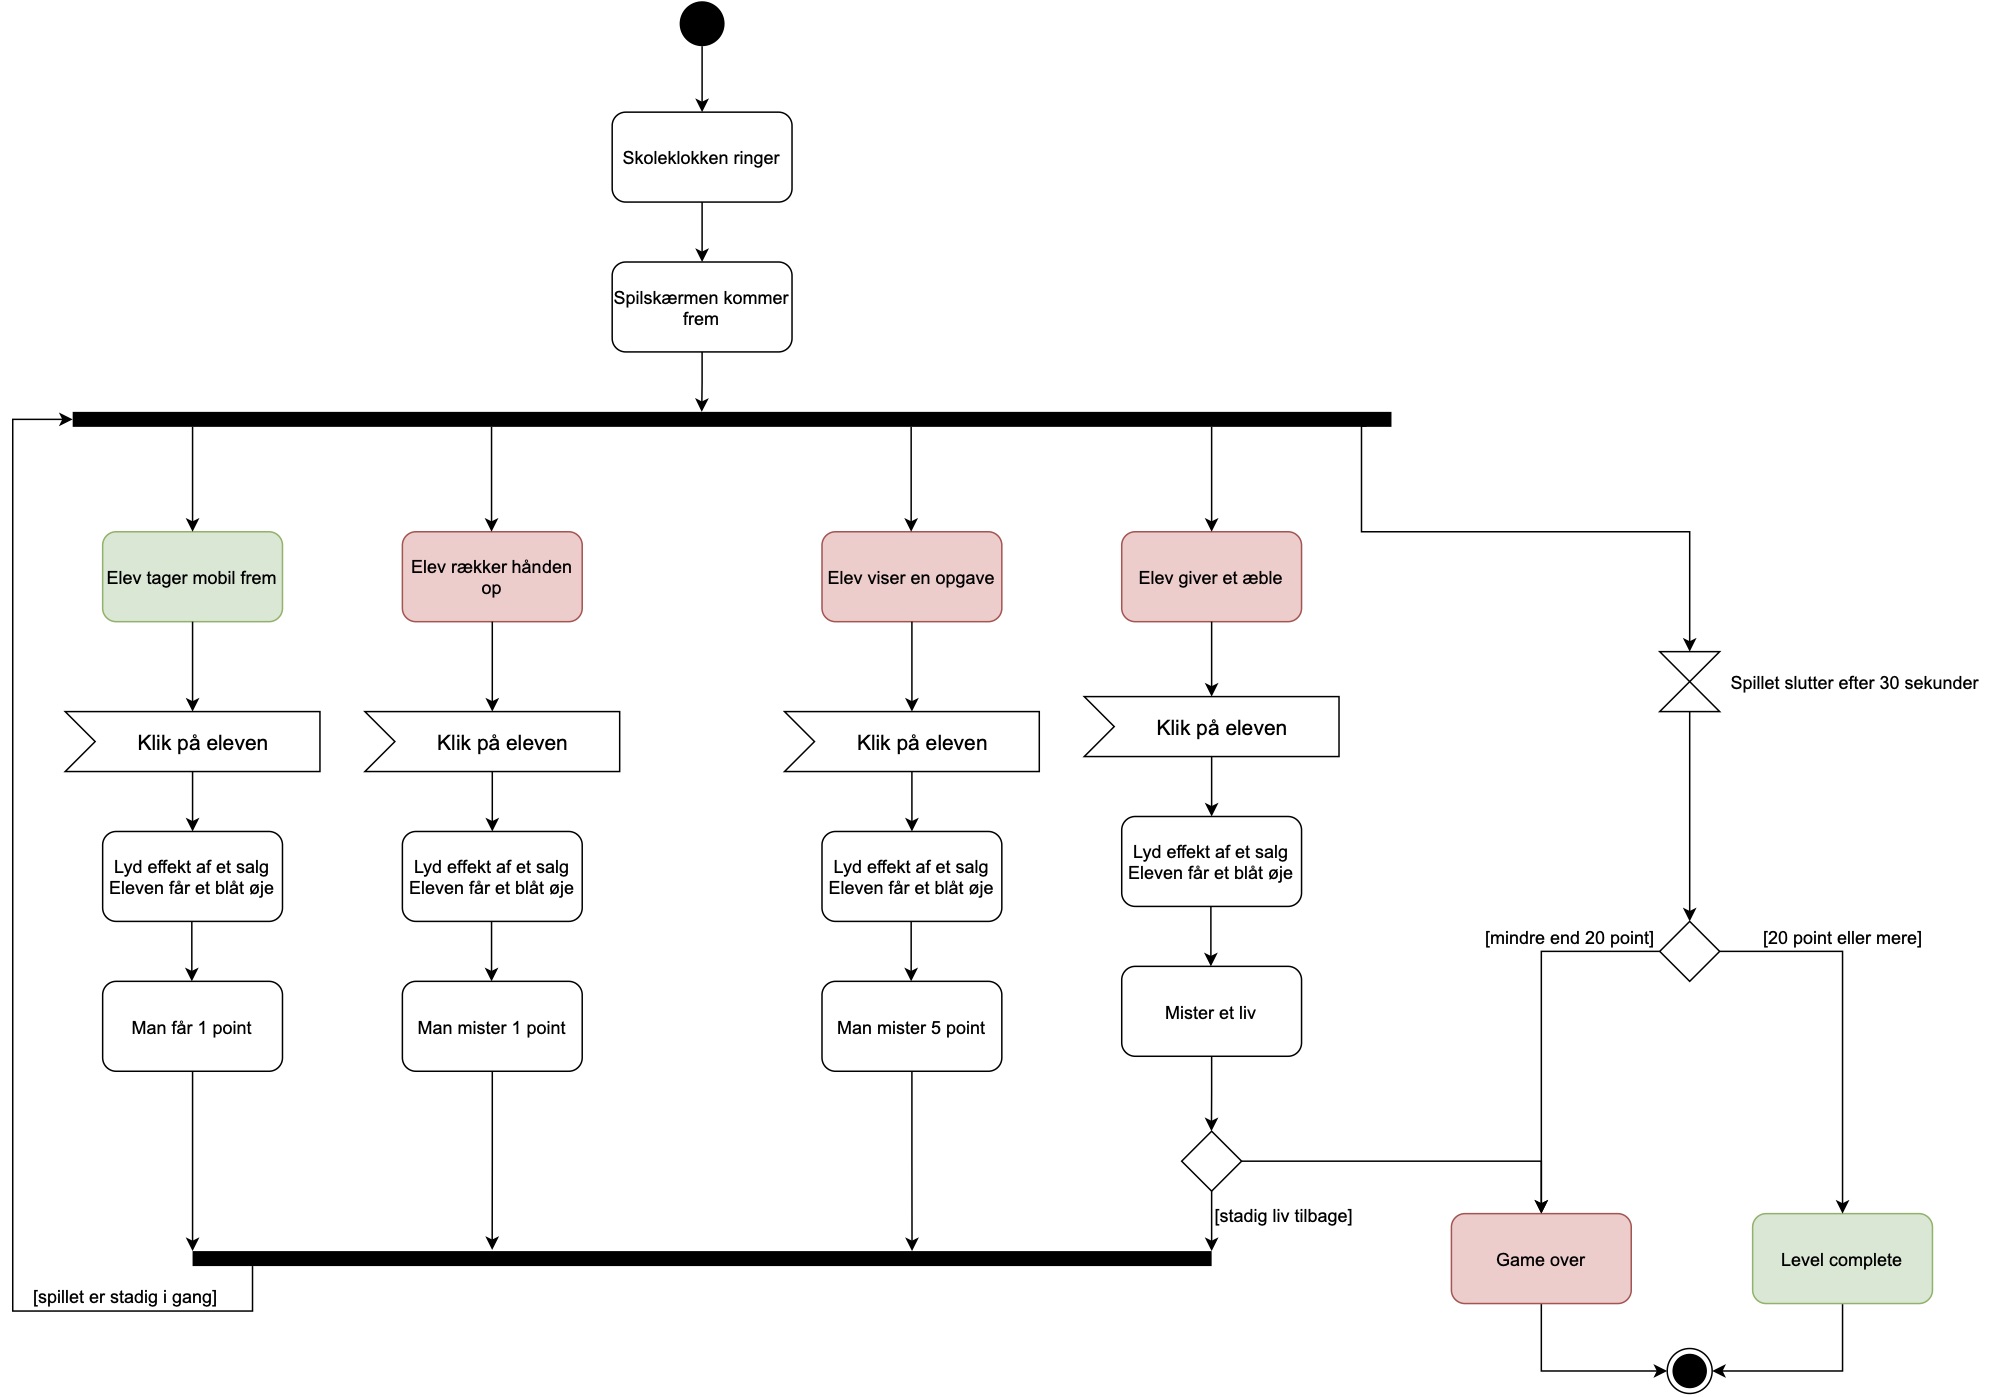 Skoleklokken ringer
Spilskærmen kommer
frem
Elev tager mobil frem
Elev rækker hånden
op
Elev viser en opgave
Elev giver et æble
Spillet slutter efter 30 sekunder
Klik på eleven
Klik på eleven
Klik på eleven
Klik på eleven
Lyd effekt af et salg
Eleven får et blåt øje
Lyd effekt af et salg
Eleven får et blåt øje
Lyd effekt af et salg
Eleven får et blåt øje
Lyd effekt af et salg
Eleven får et blåt øje
[mindre end 20 point]
[20 point eller mere]
Man får 1 point
Man mister 1 point
Man mister 5 point
Mister et liv
[stadig liv tilbage]
Game over
Level complete
[spillet er stadig i gang]